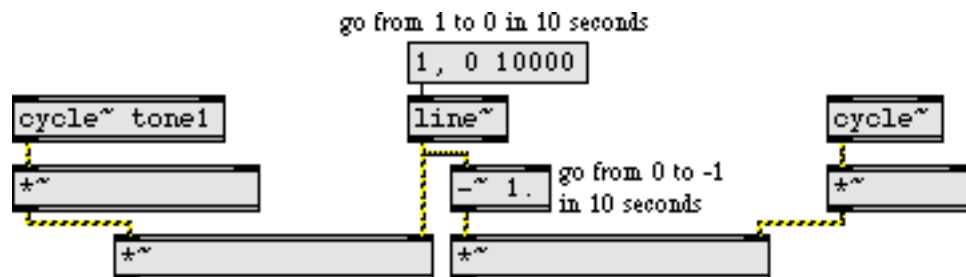 go from 1 to 0 in 10 seconds
1, 0 10000
cycle~ tone1
line~
cycle~
*~
-~ 1.
go from 0 to -1
in 10 seconds
*~
*~
*~